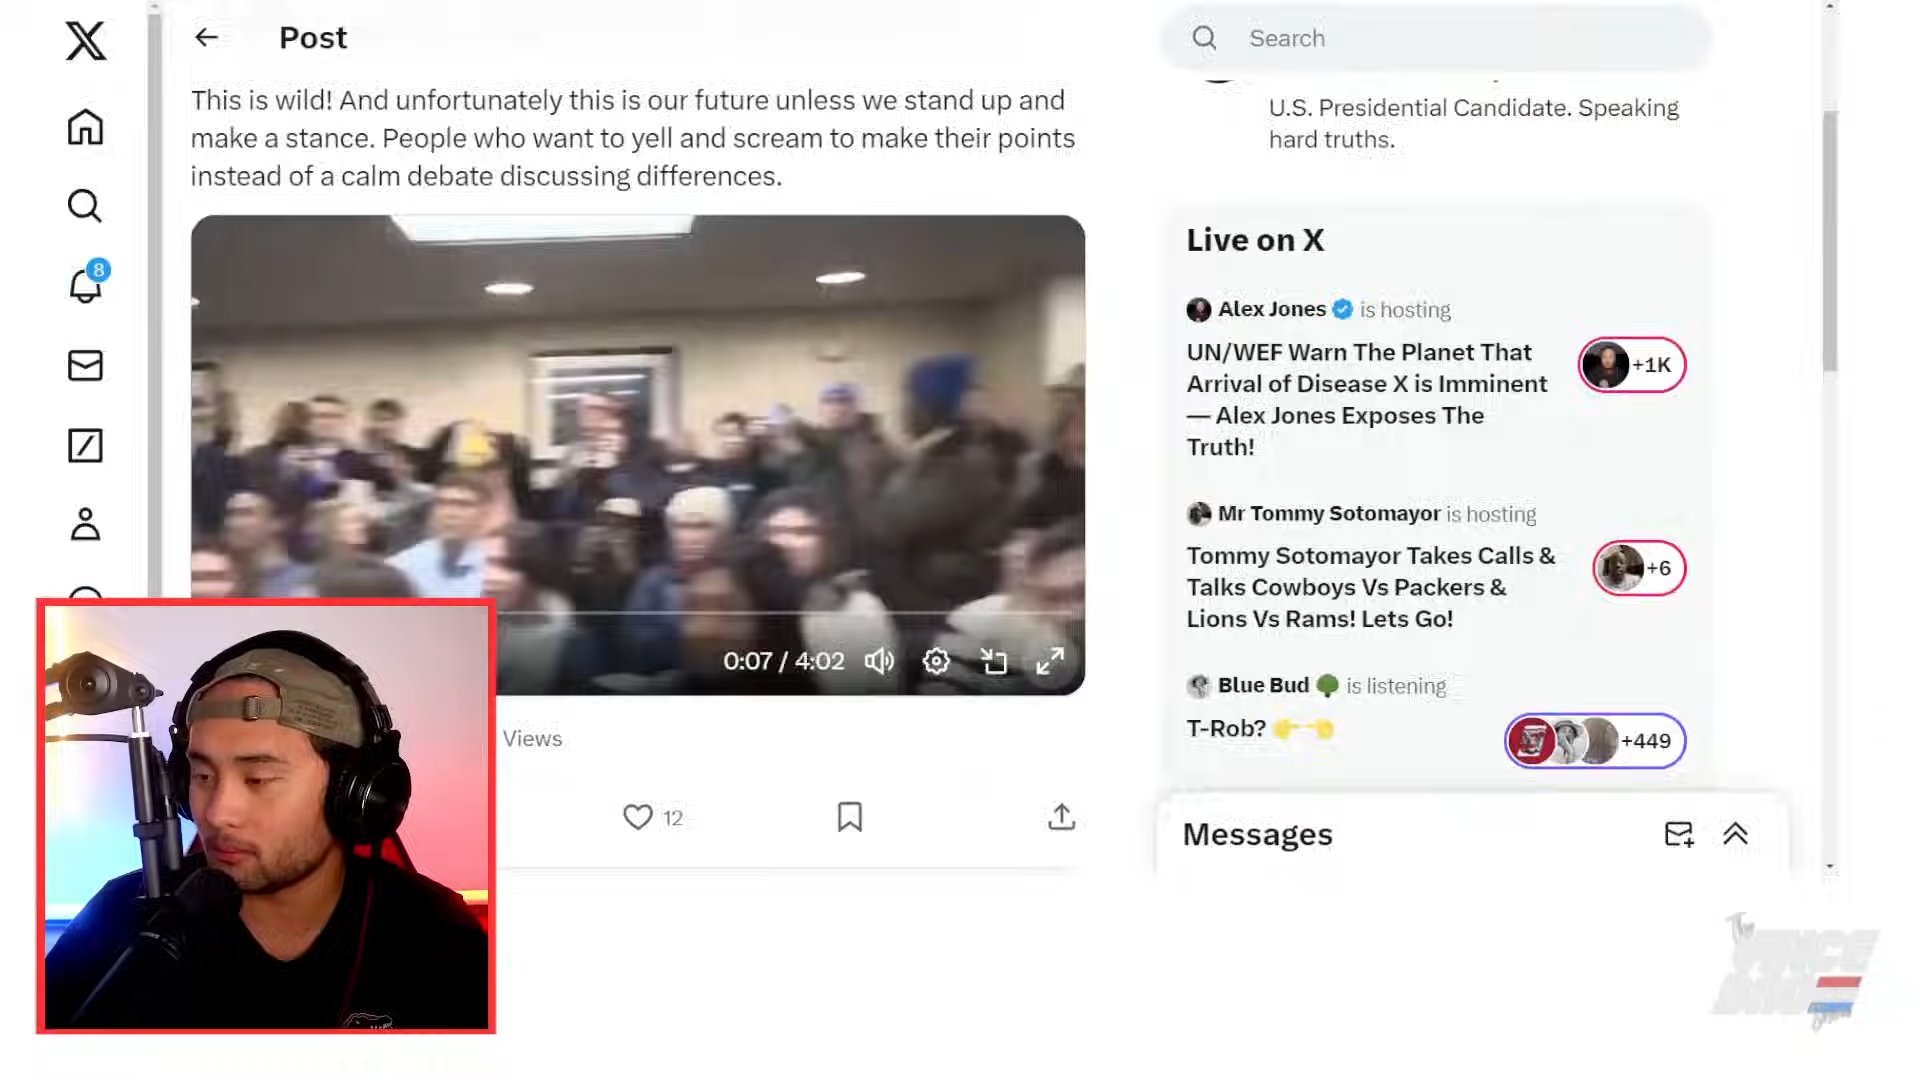 Post
This is wild! And unfortunately this is our future unless we stand up and
make a stance. People who want to yell and scream to make their points
instead of a calm debate discussing differences.
0:07 / 4:02
Views
12
8
Search
U.S. Presidential Candidate. Speaking
hard truths.
Live on X
Alex Jones is hosting
UN/WEF Warn The Planet That
Arrival of Disease X is Imminent
— Alex Jones Exposes The
Truth!
+1K
Mr Tommy Sotomayor is hosting
Tommy Sotomayor Takes Calls &
Talks Cowboys Vs Packers &
Lions Vs Rams! Lets Go!
+6
Blue Bud is listening
T-Rob?
+449
Messages